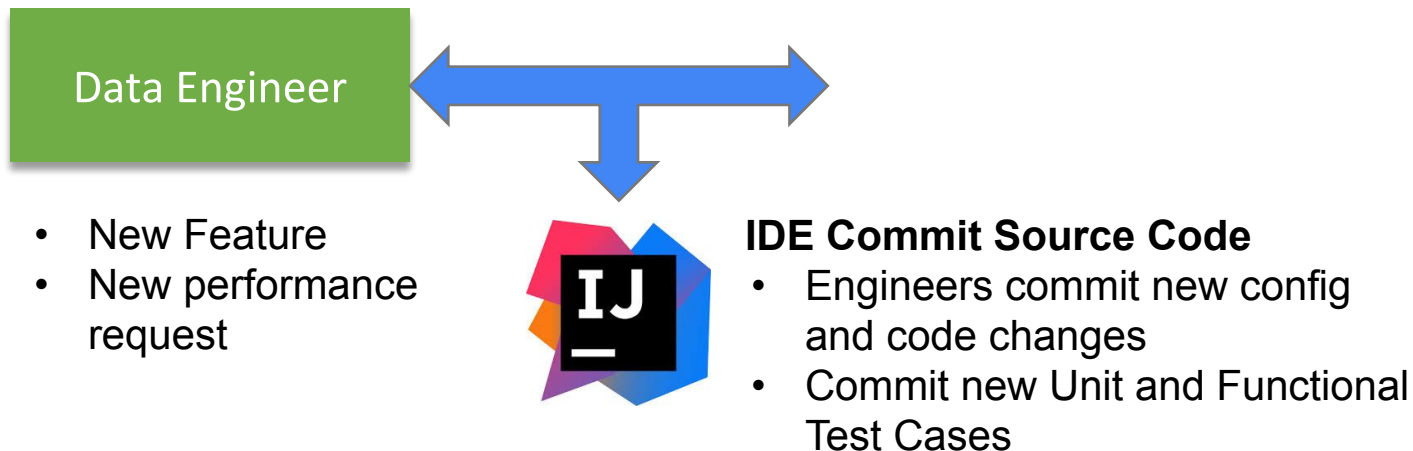 Data Engineer
• New Feature
• New performance
request
IJ
IDE Commit Source Code
• Engineers commit new config
and code changes
• Commit new Unit and Functional
Test Cases